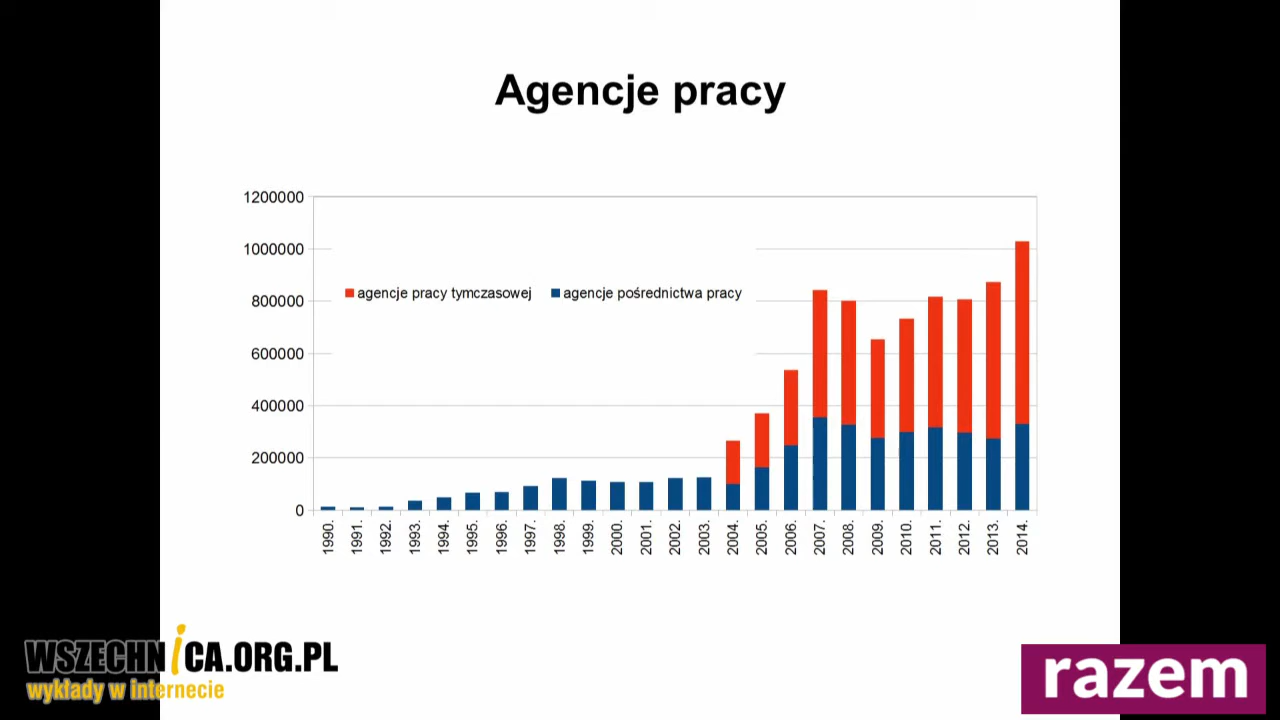 Agencje pracy
1200000
1000000
800000
600000
400000
200000
0
agencje pracy tymczasowej agencje pośrednictwa pracy
1990. 1991. 1992. 1993. 1994. 1995. 1996. 1997. 1998. 1999. 2000. 2001. 2002. 2003. 2004. 2005. 2006. 2007. 2008. 2009. 2010. 2011. 2012. 2013. 2014.
WSZECHNiCA.ORG.PL
wykłady w internecie
razem